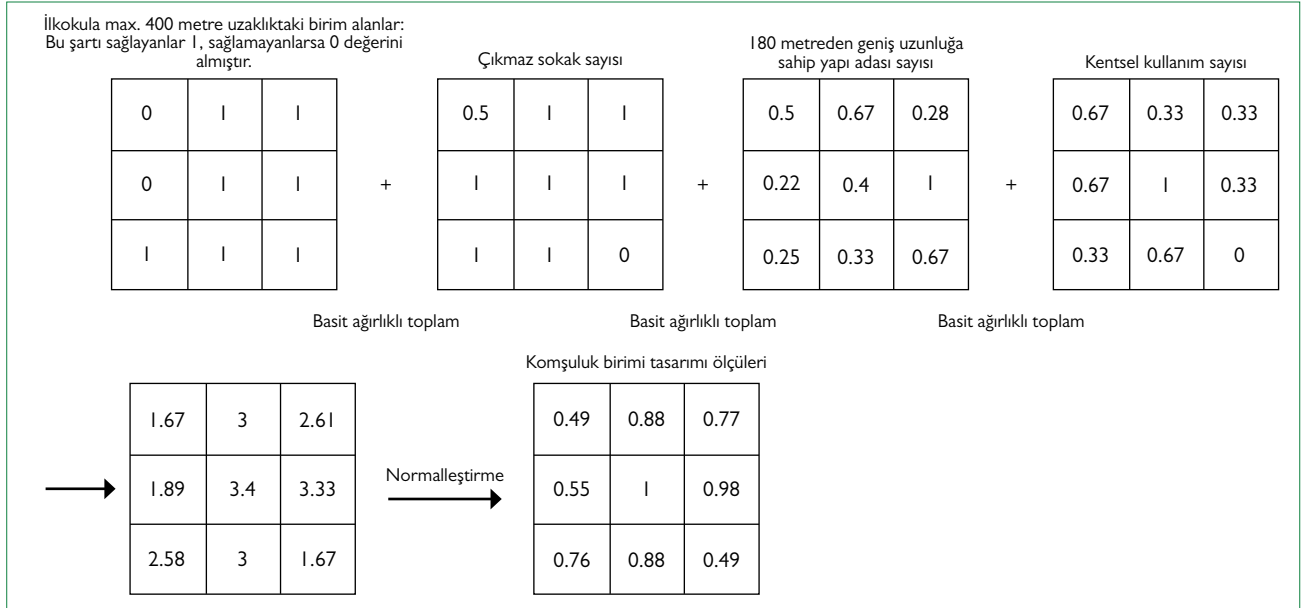 İlkokula max. 400 metre uzaklıktaki birim alanlar:
Bu şartı sağlayanlar 1, sağlamayanlarsa 0 değerini
almıştır.
Çıkmaz sokak sayısı
180 metreden geniş uzunluğa
sahip yapı adası sayısı
Kentsel kullanım sayısı
0 1 1
0.5 1 1
0.5 0.67 0.28
0.67 0.33 0.33
0 1 1
+
1 1 1
+
0.22 0.4 1
+
0.67 1 0.33
1 1 1
1 1 0
0.25 0.33 0.67
0.33 0.67 0
Basit ağırlıklı toplam
Basit ağırlıklı toplam
Basit ağırlıklı toplam
Komşuluk birimi tasarımı ölçüleri
1.67 3 2.61
0.49 0.88 0.77
1.89 3.4 3.33
Normalleştirme
0.55 1 0.98
2.58 3 1.67
0.76 0.88 0.49